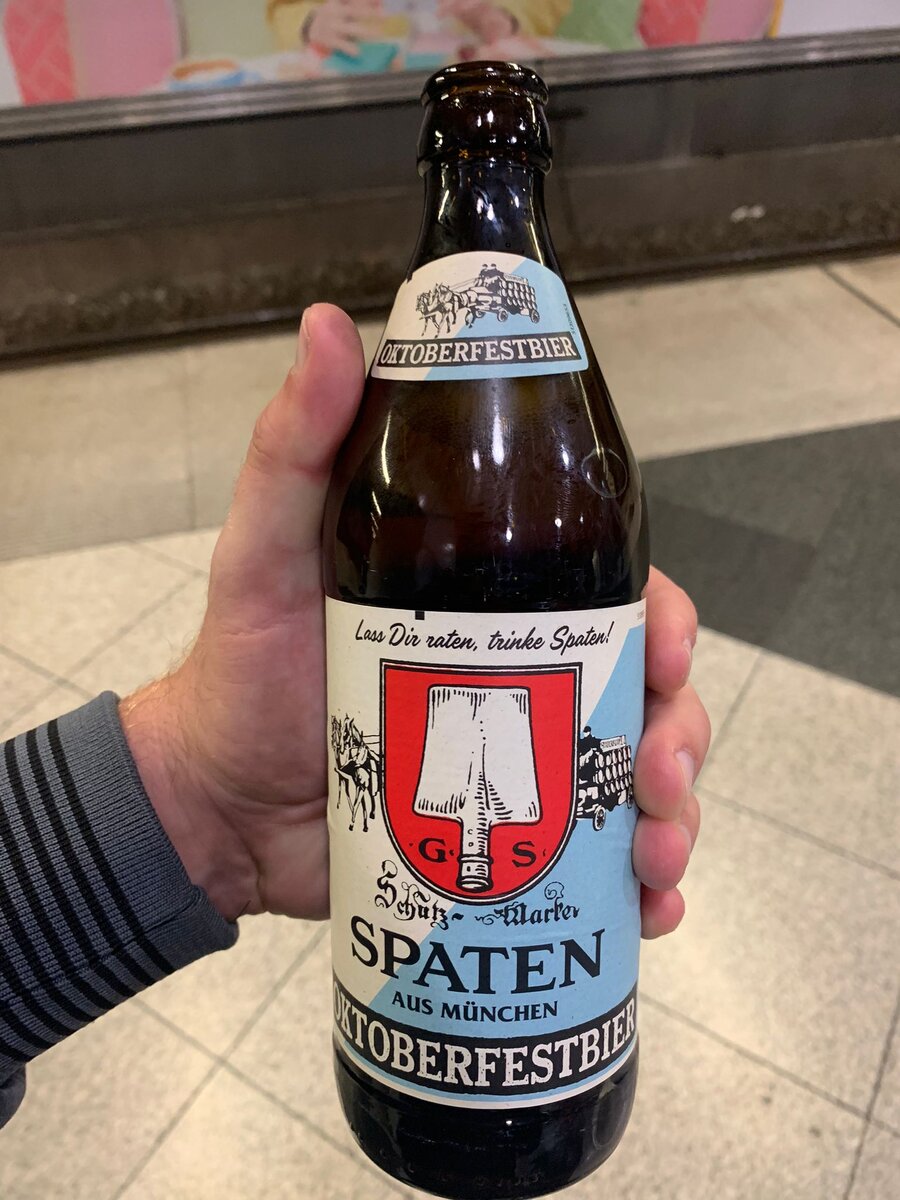 OKTOBERFESTBIER
Lass Dir raten, trinke Spaten!
G S
Schutz-Marke
SPATEN
AUS MÜNCHEN
OKTOBERFESTBIER